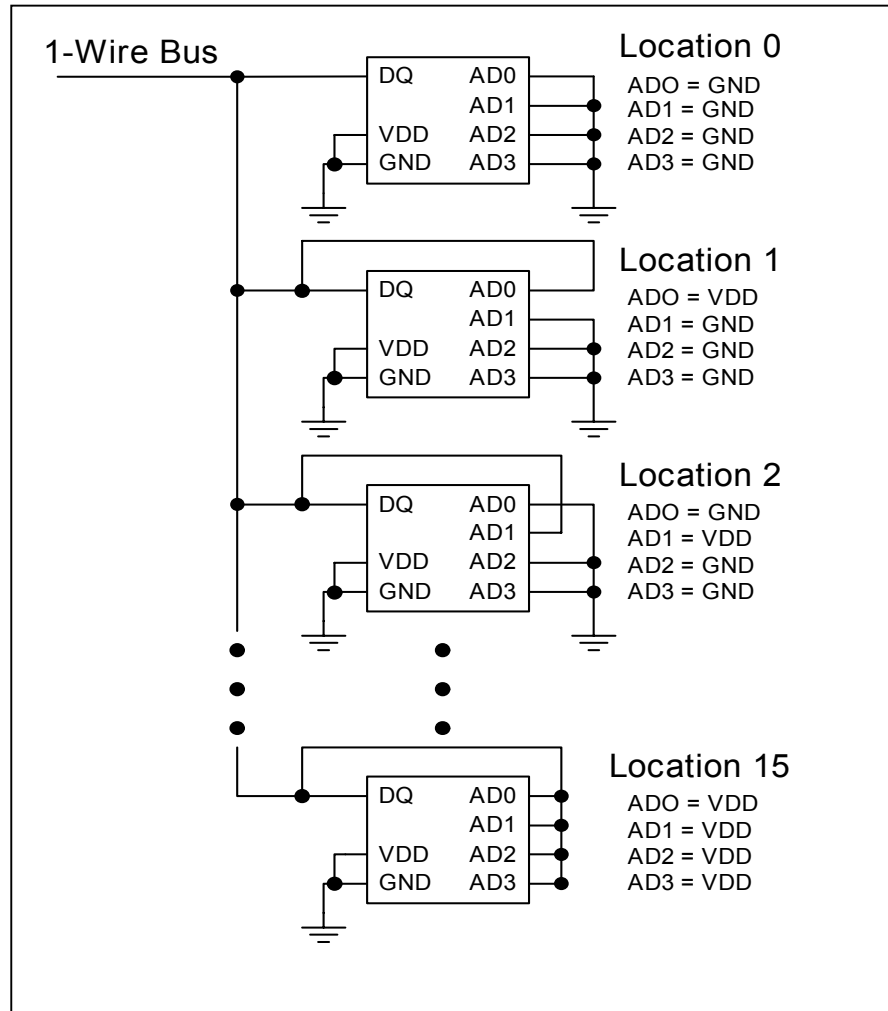 1-Wire Bus
DQ AD0
AD1
VDD AD2
GND AD3
Location 0
ADO = GND
AD1 = GND
AD2 = GND
AD3 = GND
DQ AD0
AD1
VDD AD2
GND AD3
Location 1
ADO = VDD
AD1 = GND
AD2 = GND
AD3 = GND
DQ AD0
AD1
VDD AD2
GND AD3
Location 2
ADO = GND
AD1 = VDD
AD2 = GND
AD3 = GND
DQ AD0
AD1
VDD AD2
GND AD3
Location 15
ADO = VDD
AD1 = VDD
AD2 = VDD
AD3 = VDD